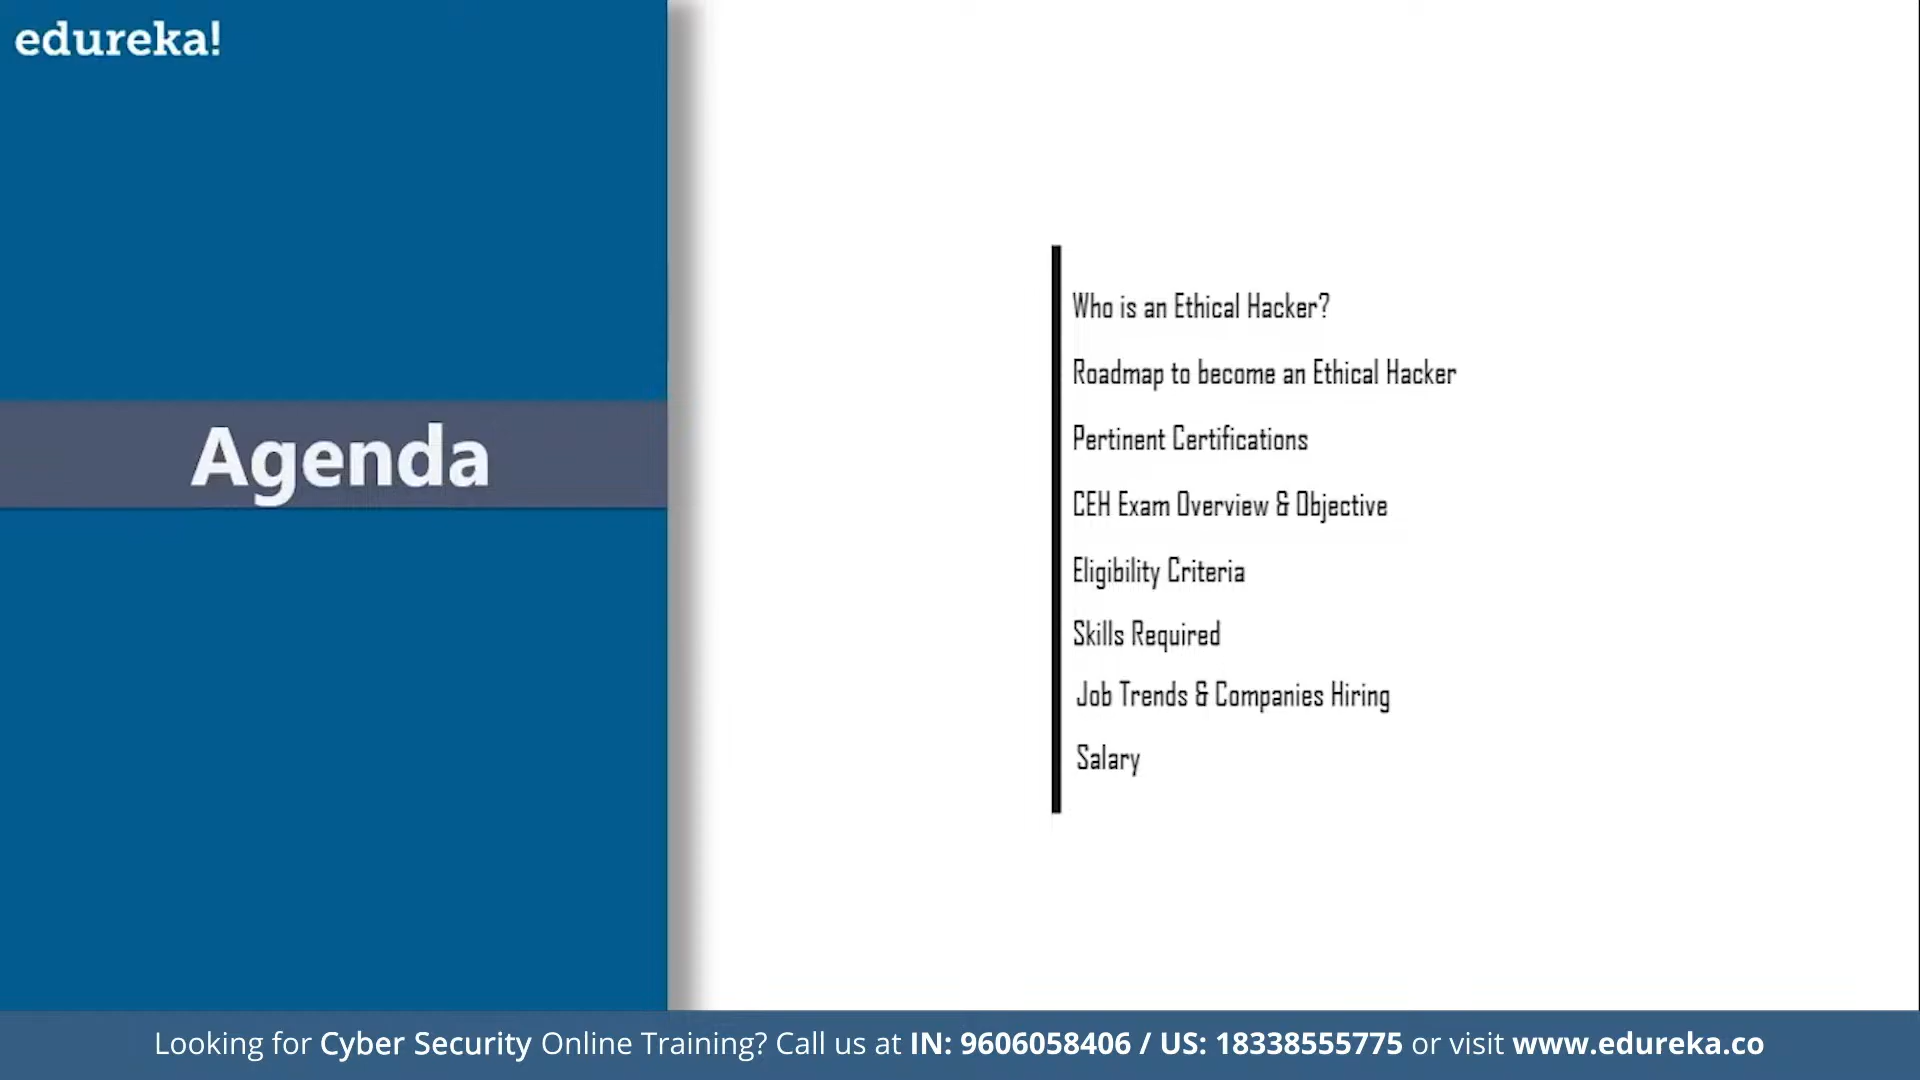 edureka!
Agenda
Who is an Ethical Hacker?
Roadmap to become an Ethical Hacker
Pertinent Certifications
CEH Exam Overview & Objective
Eligibility Criteria
Skills Required
Job Trends & Companies Hiring
Salary
Looking for Cyber Security Online Training? Call us at IN: 9606058406 / US: 18338555775 or visit www.edureka.co